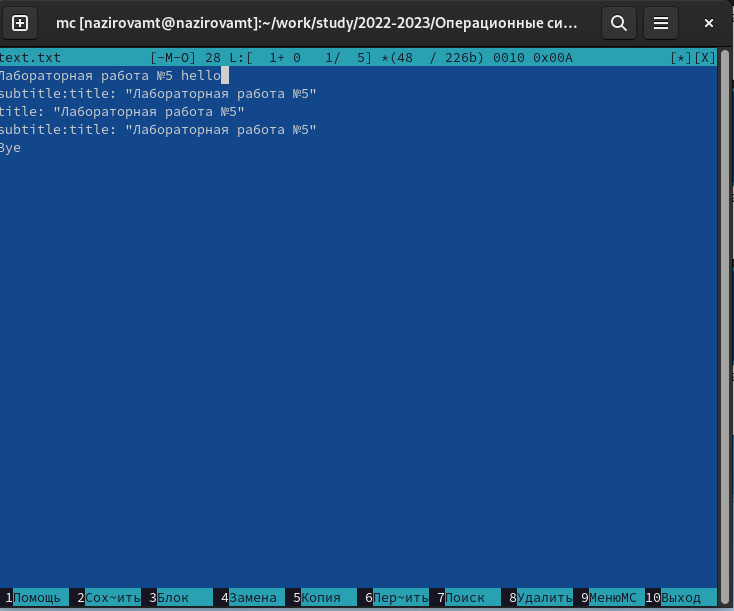 mc [nazirovamt@nazirovamt]:~/work/study/2022-2023/Операционные си…
text.txt [-M-O] 28 L:[ 1+ 0 1/ 5] *(48 / 226b) 0010 0x00A [*][X]
Лабораторная работа №5 hello
subtitle:title: "Лабораторная работа №5"
title: "Лабораторная работа №5"
subtitle:title: "Лабораторная работа №5"
Bye
1Помощь 2Сох~ить 3Блок 4Замена 5Копия 6Пер~ить 7Поиск 8Удалить 9МенюMC 10Выход